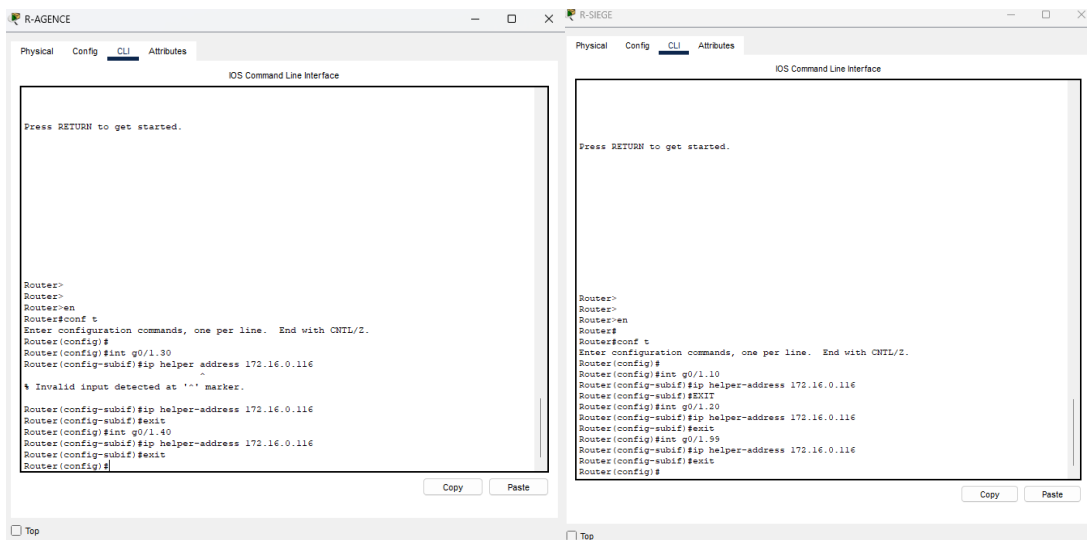 R-AGENCE
Physical Config CLI Attributes
IOS Command Line Interface
Press RETURN to get started.
Router>
Router>
Router>en
Router#conf t
Enter configuration commands, one per line.  End with CNTL/Z.
Router(config)#
Router(config)#int g0/1.30
Router(config-subif)#ip helper address 172.16.0.116
^
% Invalid input detected at '^' marker.
Router(config-subif)#ip helper-address 172.16.0.116
Router(config-subif)#exit
Router(config)#int g0/1.40
Router(config-subif)#ip helper-address 172.16.0.116
Router(config-subif)#exit
Router(config)#
Copy Paste
Top
R-SIEGE
Physical Config CLI Attributes
IOS Command Line Interface
Press RETURN to get started.
Router>
Router>
Router>en
Router#
Router#conf t
Enter configuration commands, one per line.  End with CNTL/Z.
Router(config)#
Router(config)#int g0/1.10
Router(config-subif)#ip helper-address 172.16.0.116
Router(config-subif)#EXIT
Router(config)#int g0/1.20
Router(config-subif)#ip helper-address 172.16.0.116
Router(config-subif)#exit
Router(config)#int g0/1.99
Router(config-subif)#ip helper-address 172.16.0.116
Router(config-subif)#exit
Router(config)#
Copy Paste
Top